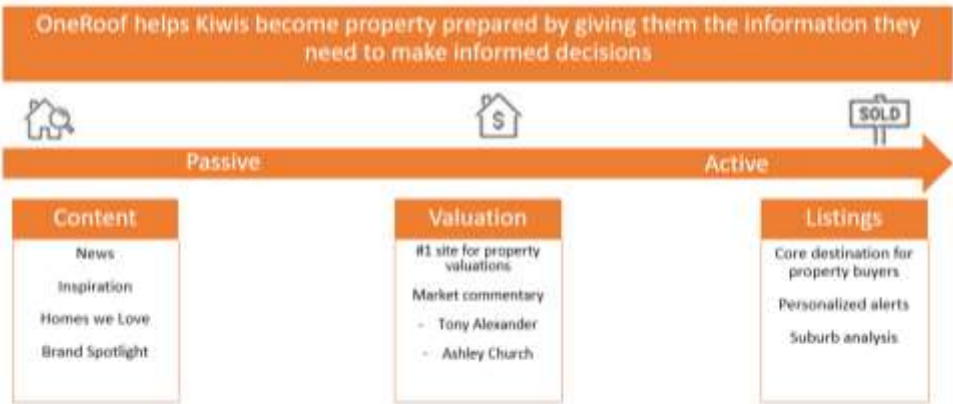 OneRoof helps Kiwis become property prepared by giving them the information they
need to make informed decisions
$
SOLD
Passive
Active
Content
News
Inspiration
Homes we Love
Brand Spotlight
Valuation
#1 site for property
valuations
Market commentary
- Tony Alexander
- Ashley Church
Listings
Core destination for
property buyers
Personalized alerts
Suburb analysis